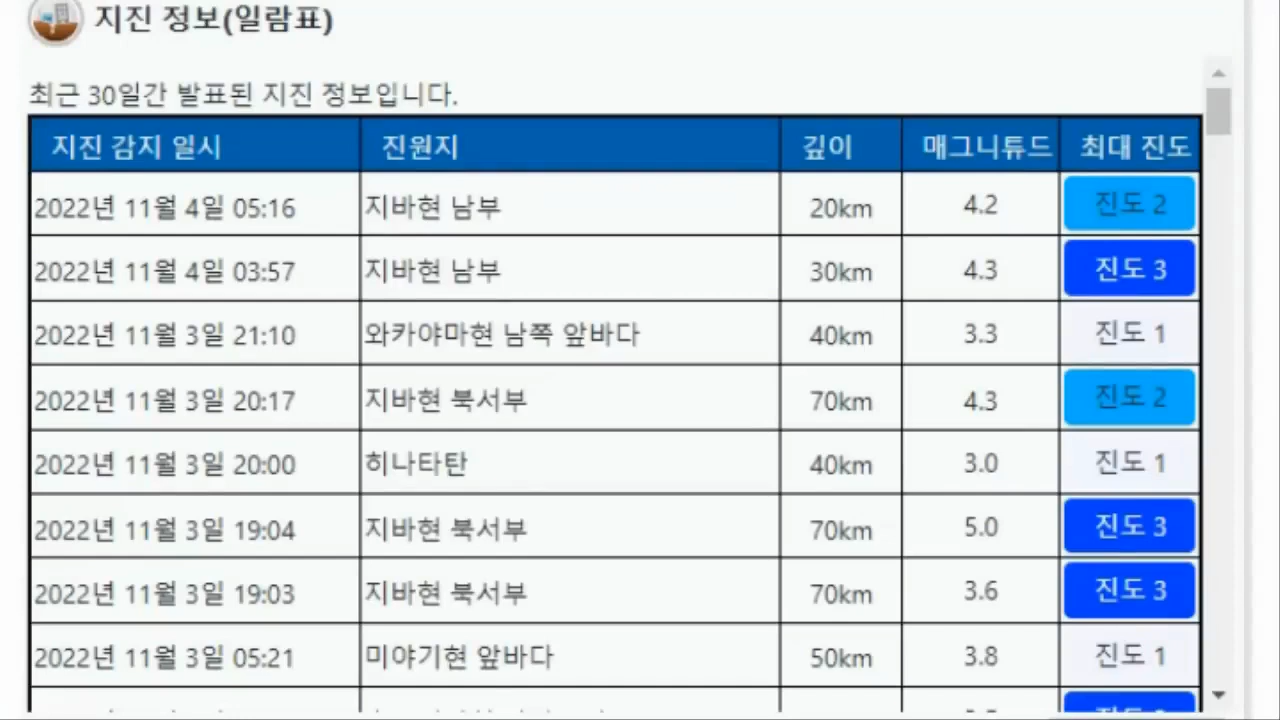 지진 정보(일람표)
최근 30일간 발표된 지진 정보입니다.
지진 감지 일시 진원지 깊이 매그니튜드 최대 진도
2022년 11월 4일 05:16 지바현 남부 20km 4.2 진도 2
2022년 11월 4일 03:57 지바현 남부 30km 4.3 진도 3
2022년 11월 3일 21:10 와카야마현 남쪽 앞바다 40km 3.3 진도 1
2022년 11월 3일 20:17 지바현 북서부 70km 4.3 진도 2
2022년 11월 3일 20:00 히나타탄 40km 3.0 진도 1
2022년 11월 3일 19:04 지바현 북서부 70km 5.0 진도 3
2022년 11월 3일 19:03 지바현 북서부 70km 3.6 진도 3
2022년 11월 3일 05:21 미야기현 앞바다 50km 3.8 진도 1